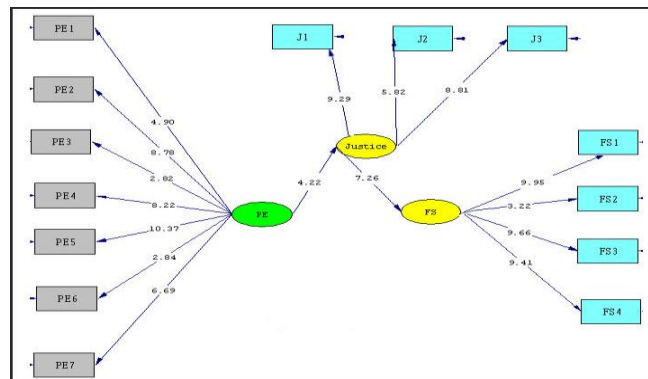 PE1
J1
J2
J3
PE2
4.90
9.29
5.82
8.81
8.78
PE3
2.82
Justice
FS1
PE4
8.22
4.22
7.26
9.95
FS2
3.22
PE
FS
PE5
10.37
9.66
FS3
2.84
9.41
PE6
6.69
FS4
PE7